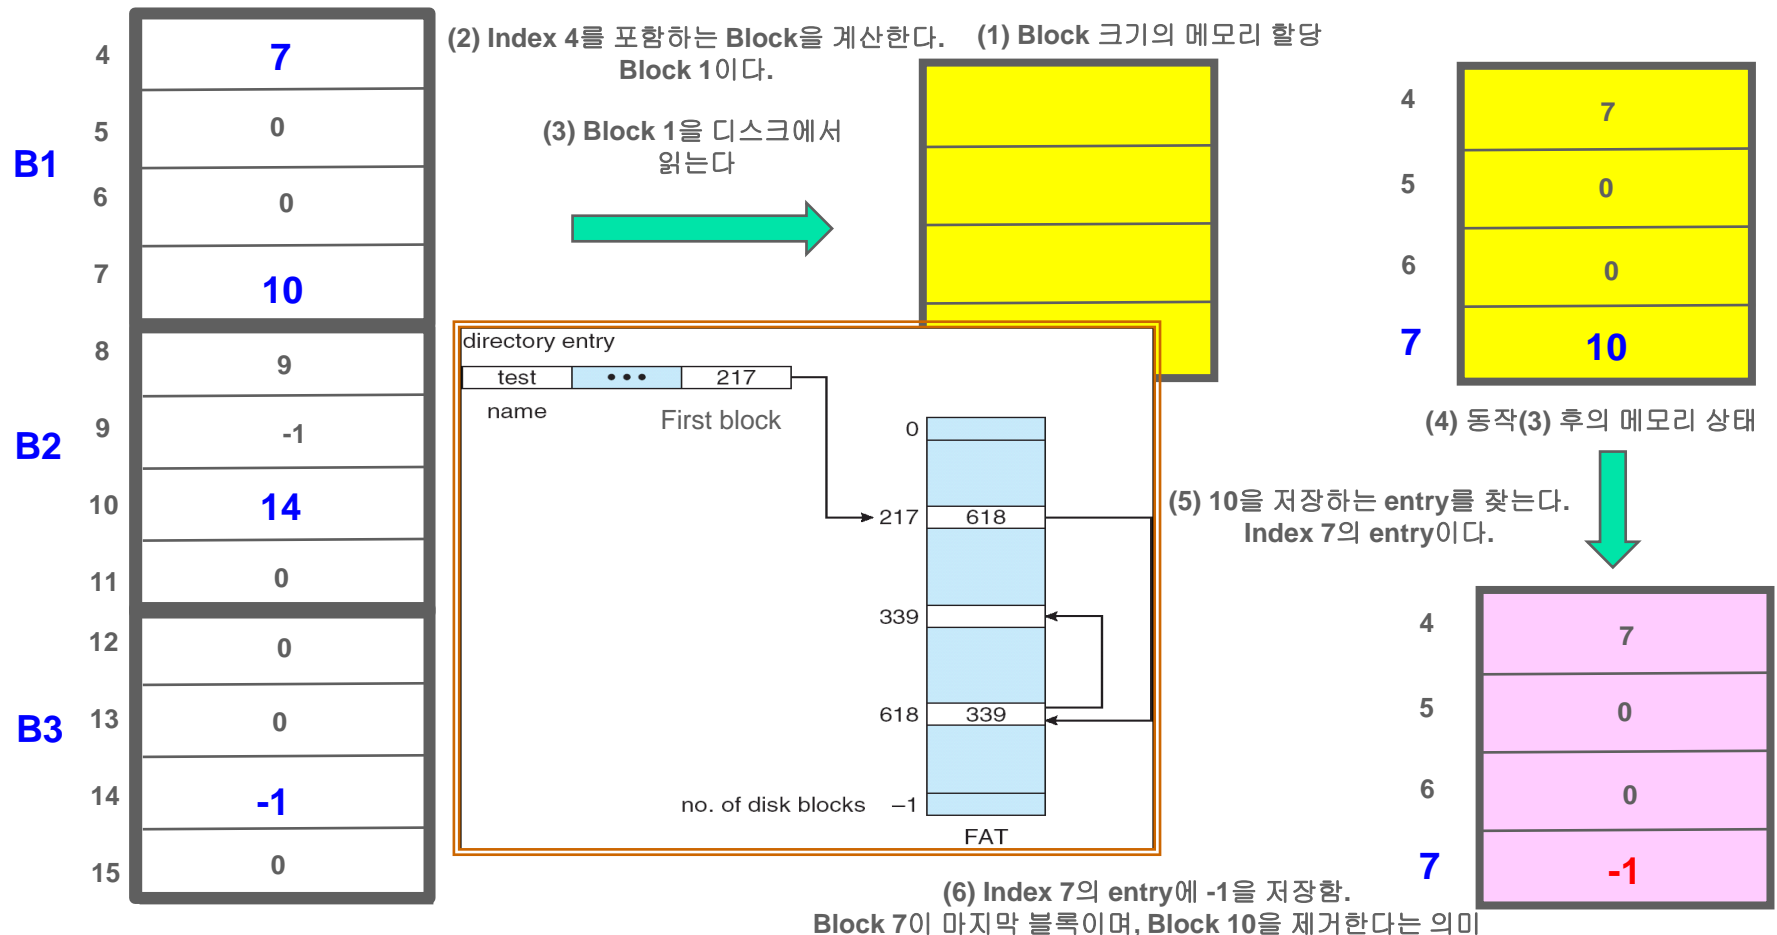 (2) Index 4를 포함하는 Block을 계산한다.
Block 1이다.
(1) Block 크기의 메모리 할당
(3) Block 1을 디스크에서
읽는다
B1
4 7
5 0
6 0
7 10
B2
8 9
9 -1
10 14
11 0
B3
12 0
13 0
14 -1
15 0
directory entry
test ••• 217
name
First block
0
217 618
339
618 339
no. of disk blocks –1
FAT
4 7
5 0
6 0
7 10
(4) 동작(3) 후의 메모리 상태
(5) 10을 저장하는 entry를 찾는다.
Index 7의 entry이다.
4 7
5 0
6 0
7 -1
(6) Index 7의 entry에 -1을 저장함.
Block 7이 마지막 블록이며, Block 10을 제거한다는 의미